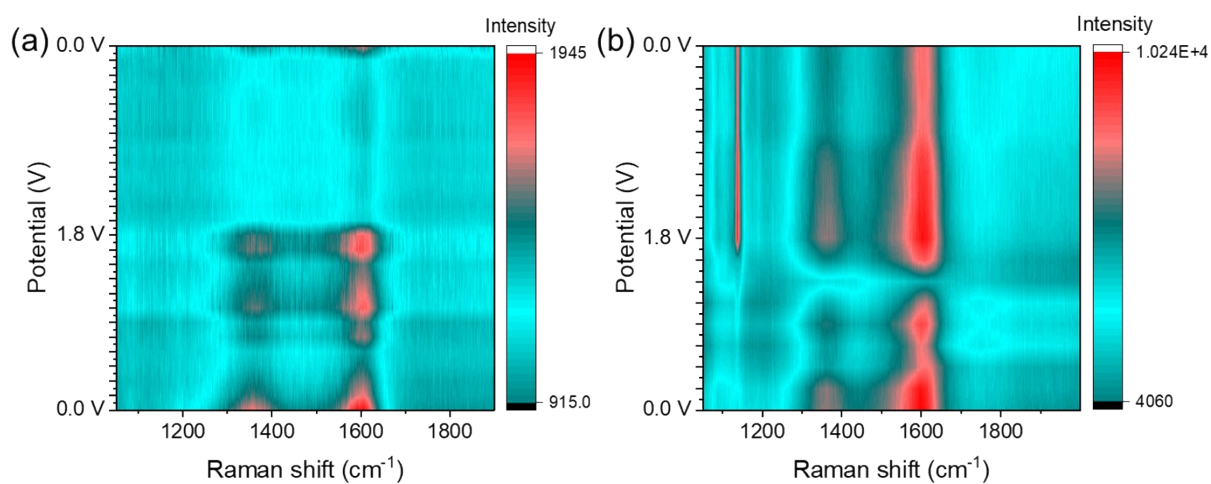 (a)
Intensity
0.0 V
1945
Potential (V)
1.8 V
0.0 V
915.0
1200 1400 1600 1800
Raman shift (cm⁻¹)
(b)
Intensity
0.0 V
1.024E+4
Potential (V)
1.8 V
0.0 V
4060
1200 1400 1600 1800
Raman shift (cm⁻¹)